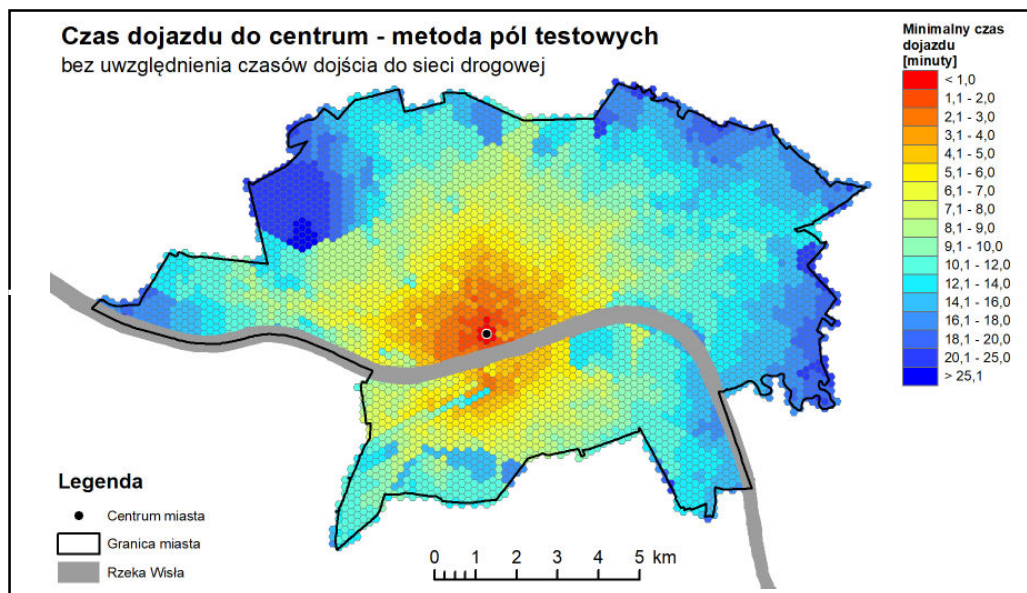 Czas dojazdu do centrum - metoda pól testowych
bez uwzględnienia czasów dojścia do sieci drogowej
Minimalny czas
dojazdu
[minuty]
< 1,0
1,1 - 2,0
2,1 - 3,0
3,1 - 4,0
4,1 - 5,0
5,1 - 6,0
6,1 - 7,0
7,1 - 8,0
8,1 - 9,0
9,1 - 10,0
10,1 - 12,0
12,1 - 14,0
14,1 - 16,0
16,1 - 18,0
18,1 - 20,0
20,1 - 25,0
> 25,1
Legenda
Centrum miasta
Granica miasta
Rzeka Wisła
0 1 2 3 4 5 km